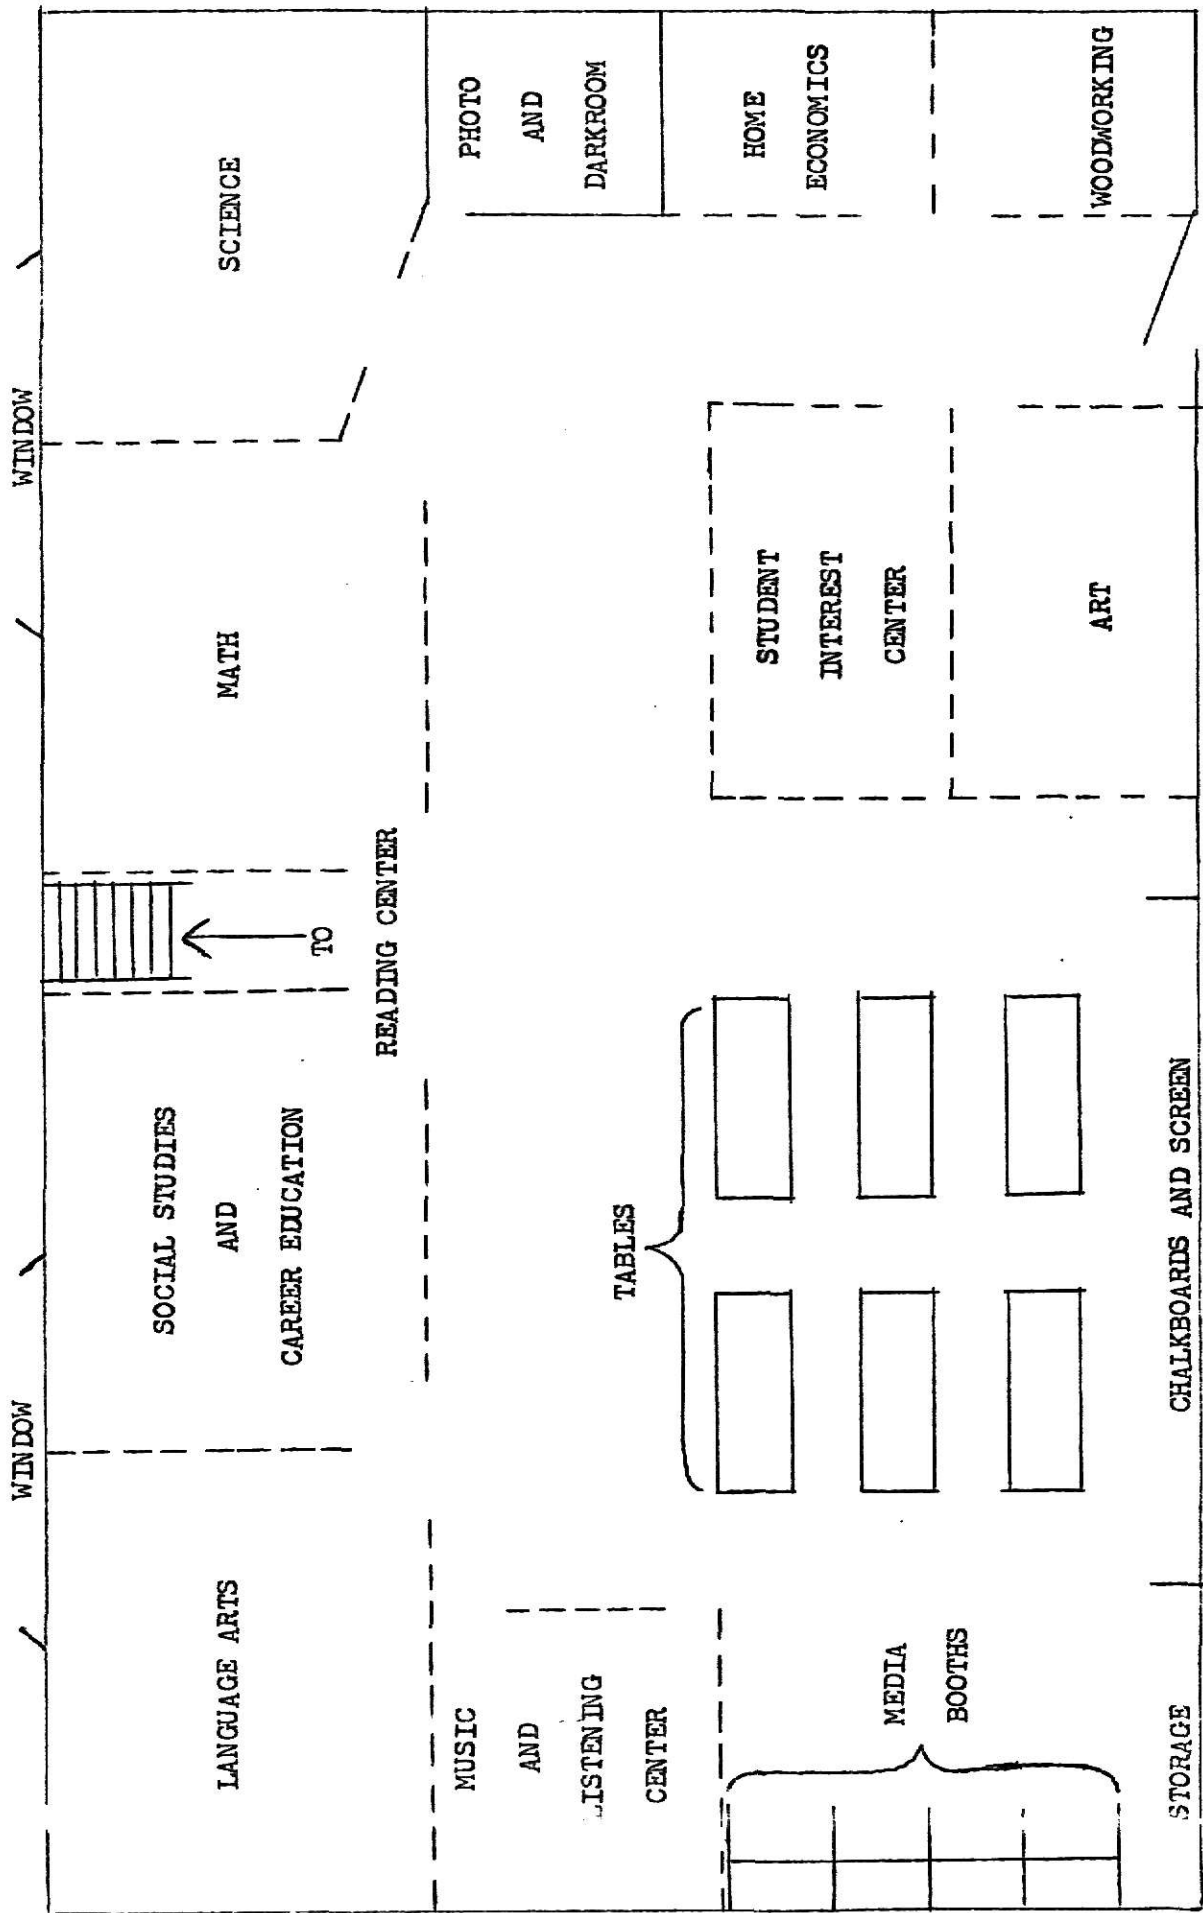 WINDOW
WINDOW
LANGUAGE ARTS
SOCIAL STUDIES
AND
CAREER EDUCATION
TO
READING CENTER
MATH
SCIENCE
MUSIC
AND
LISTENING
CENTER
PHOTO
AND
DARKROOM
TABLES
STUDENT
INTEREST
CENTER
HOME
ECONOMICS
MEDIA
BOOTHS
ART
WOODWORKING
STORAGE
CHALKBOARDS AND SCREEN